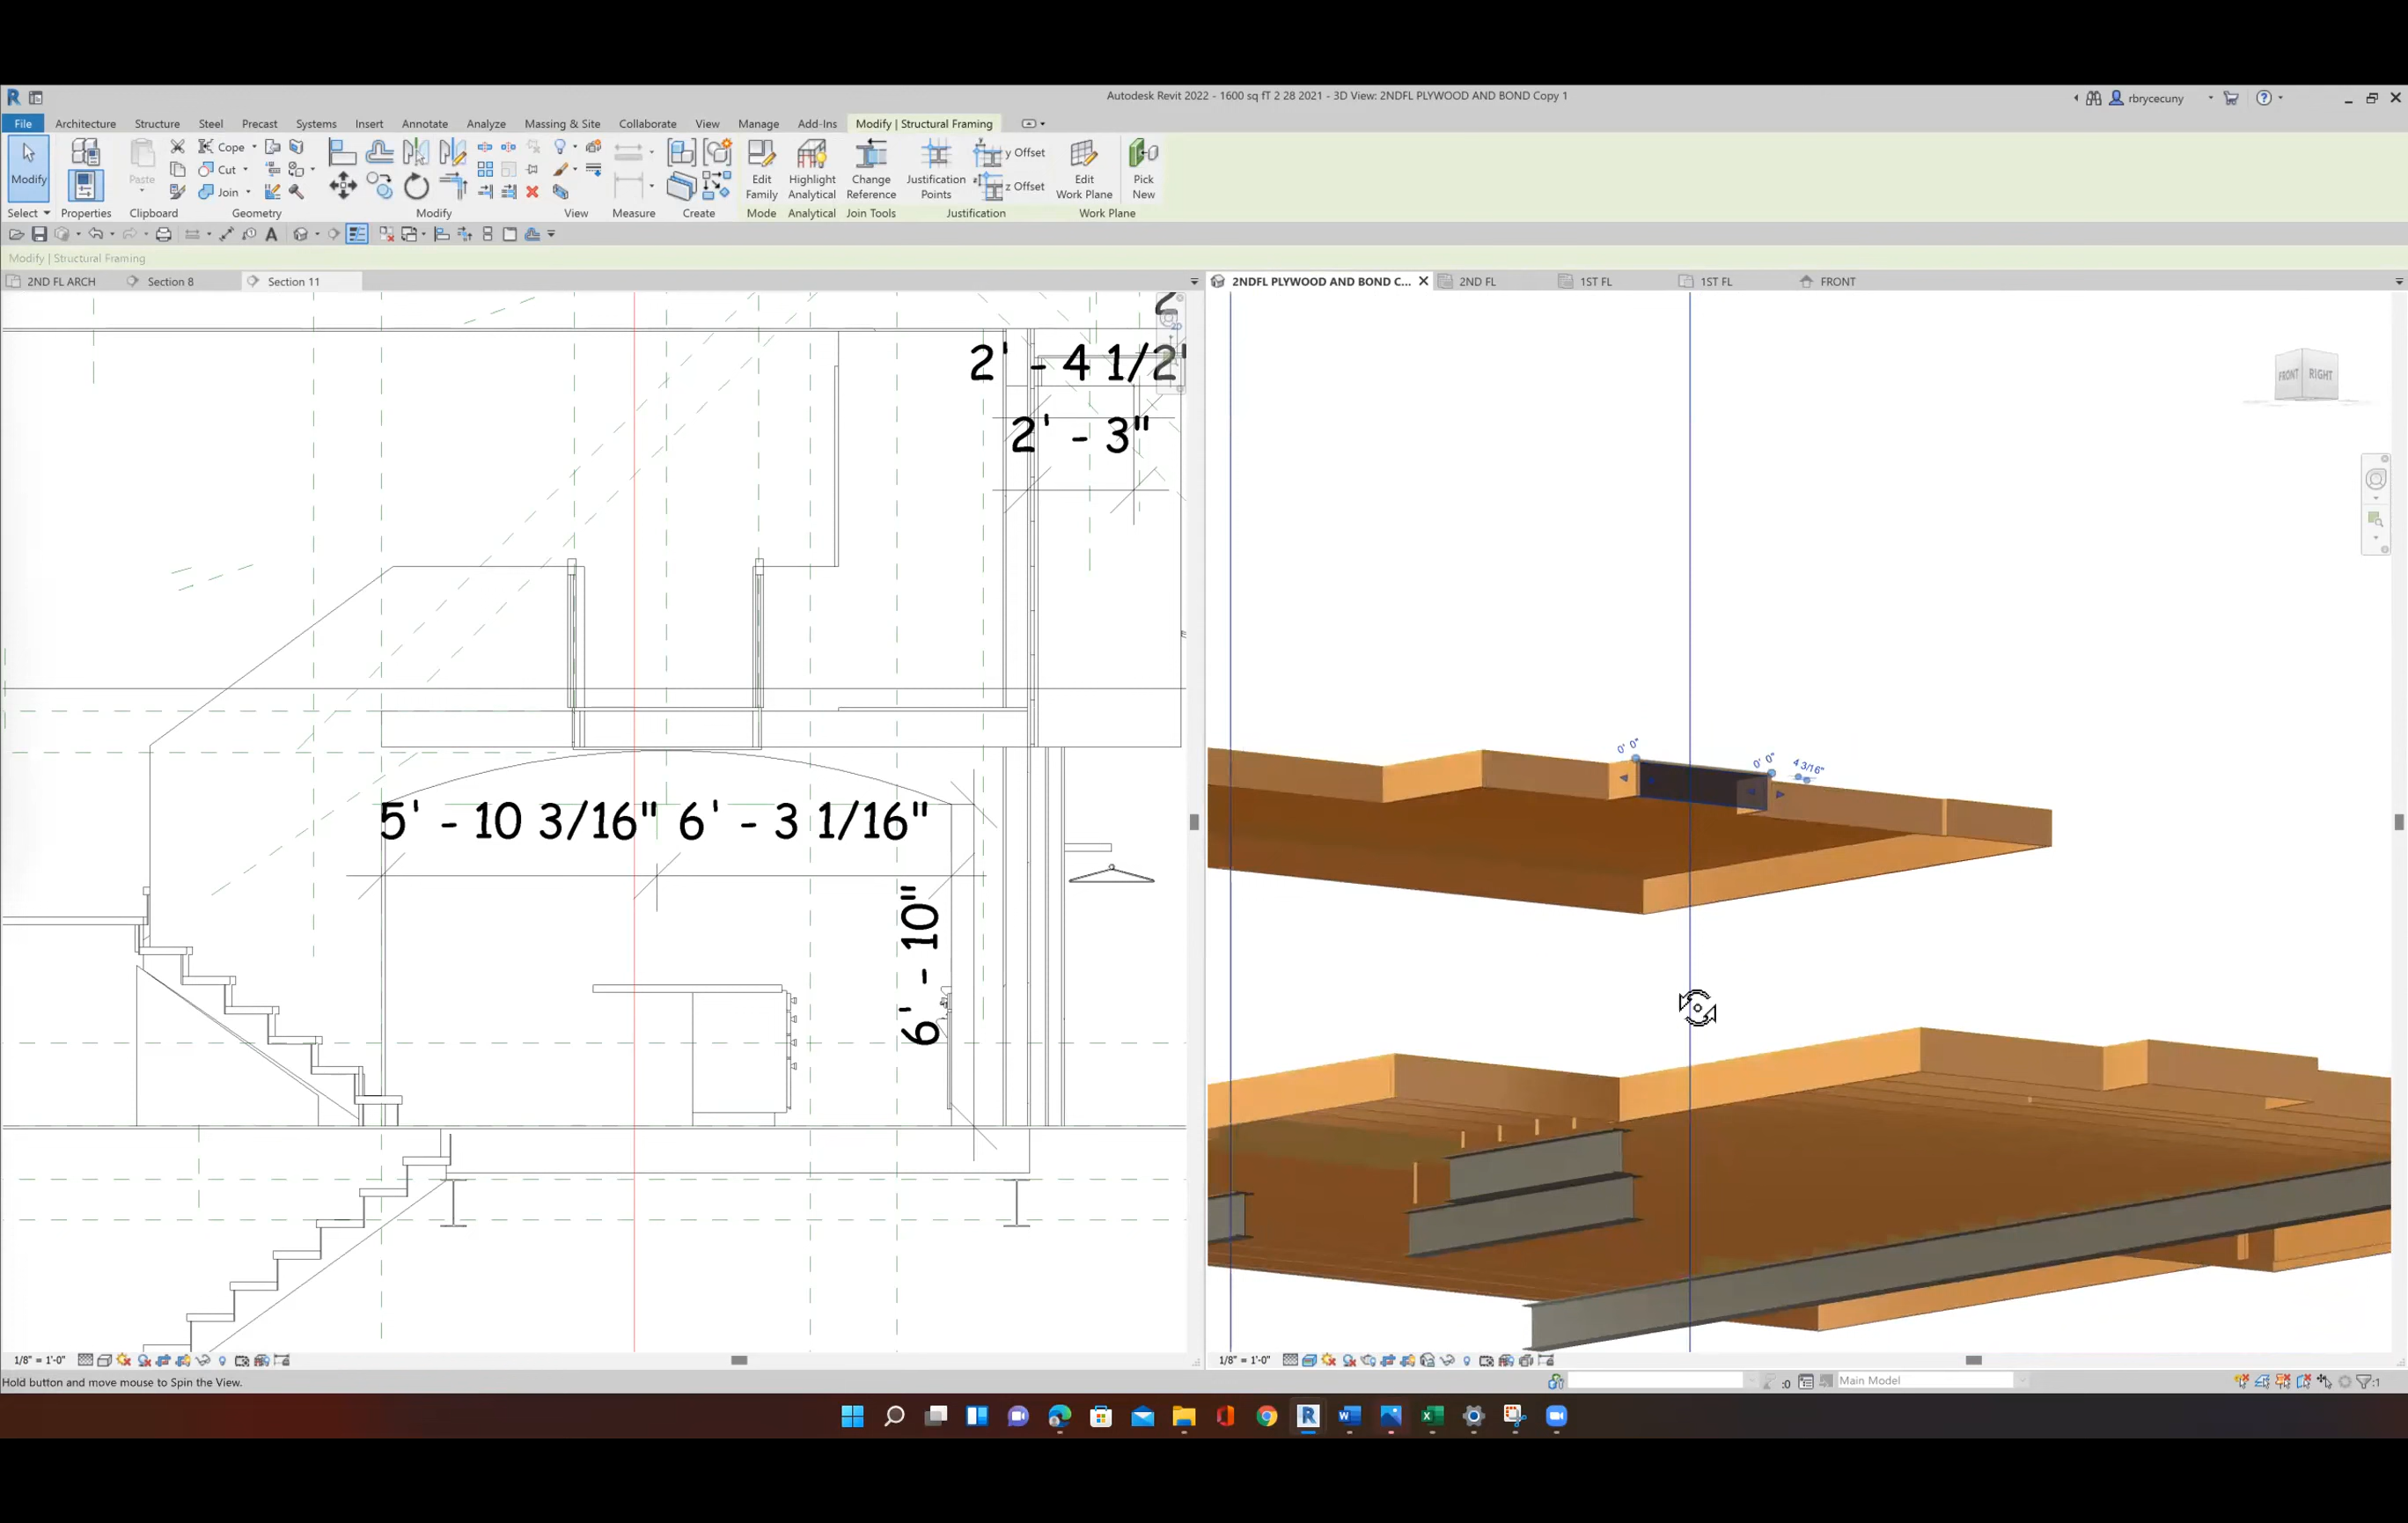 Autodesk Revit 2022 - 1600 sq fT 2 28 2021 - 3D View: 2NDFL PLYWOOD AND BOND Copy 1
rbrycecuny
File Architecture Structure Steel Precast Systems Insert Annotate Analyze Massing & Site Collaborate View Manage Add-Ins Modify | Structural Framing
Modify
Paste
Cope
Cut
Join
Edit Family
Highlight Analytical
Change Reference
Justification Points
y Offset
z Offset
Edit Work Plane
Pick New
Select Properties Clipboard Geometry Modify View Measure Create Mode Analytical Join Tools Justification Work Plane
Modify | Structural Framing
2ND FL ARCH Section 8 Section 11
2NDFL PLYWOOD AND BOND C... 2ND FL 1ST FL 1ST FL FRONT
2' - 4 1/2"
2' - 3"
5' - 10 3/16" 6' - 3 1/16"
6' - 10"
FRONT RIGHT
0' 0"
0' 0"
4 3/16"
1/8" = 1'-0"
1/8" = 1'-0"
Hold button and move mouse to Spin the View.
:0
Main Model
:1